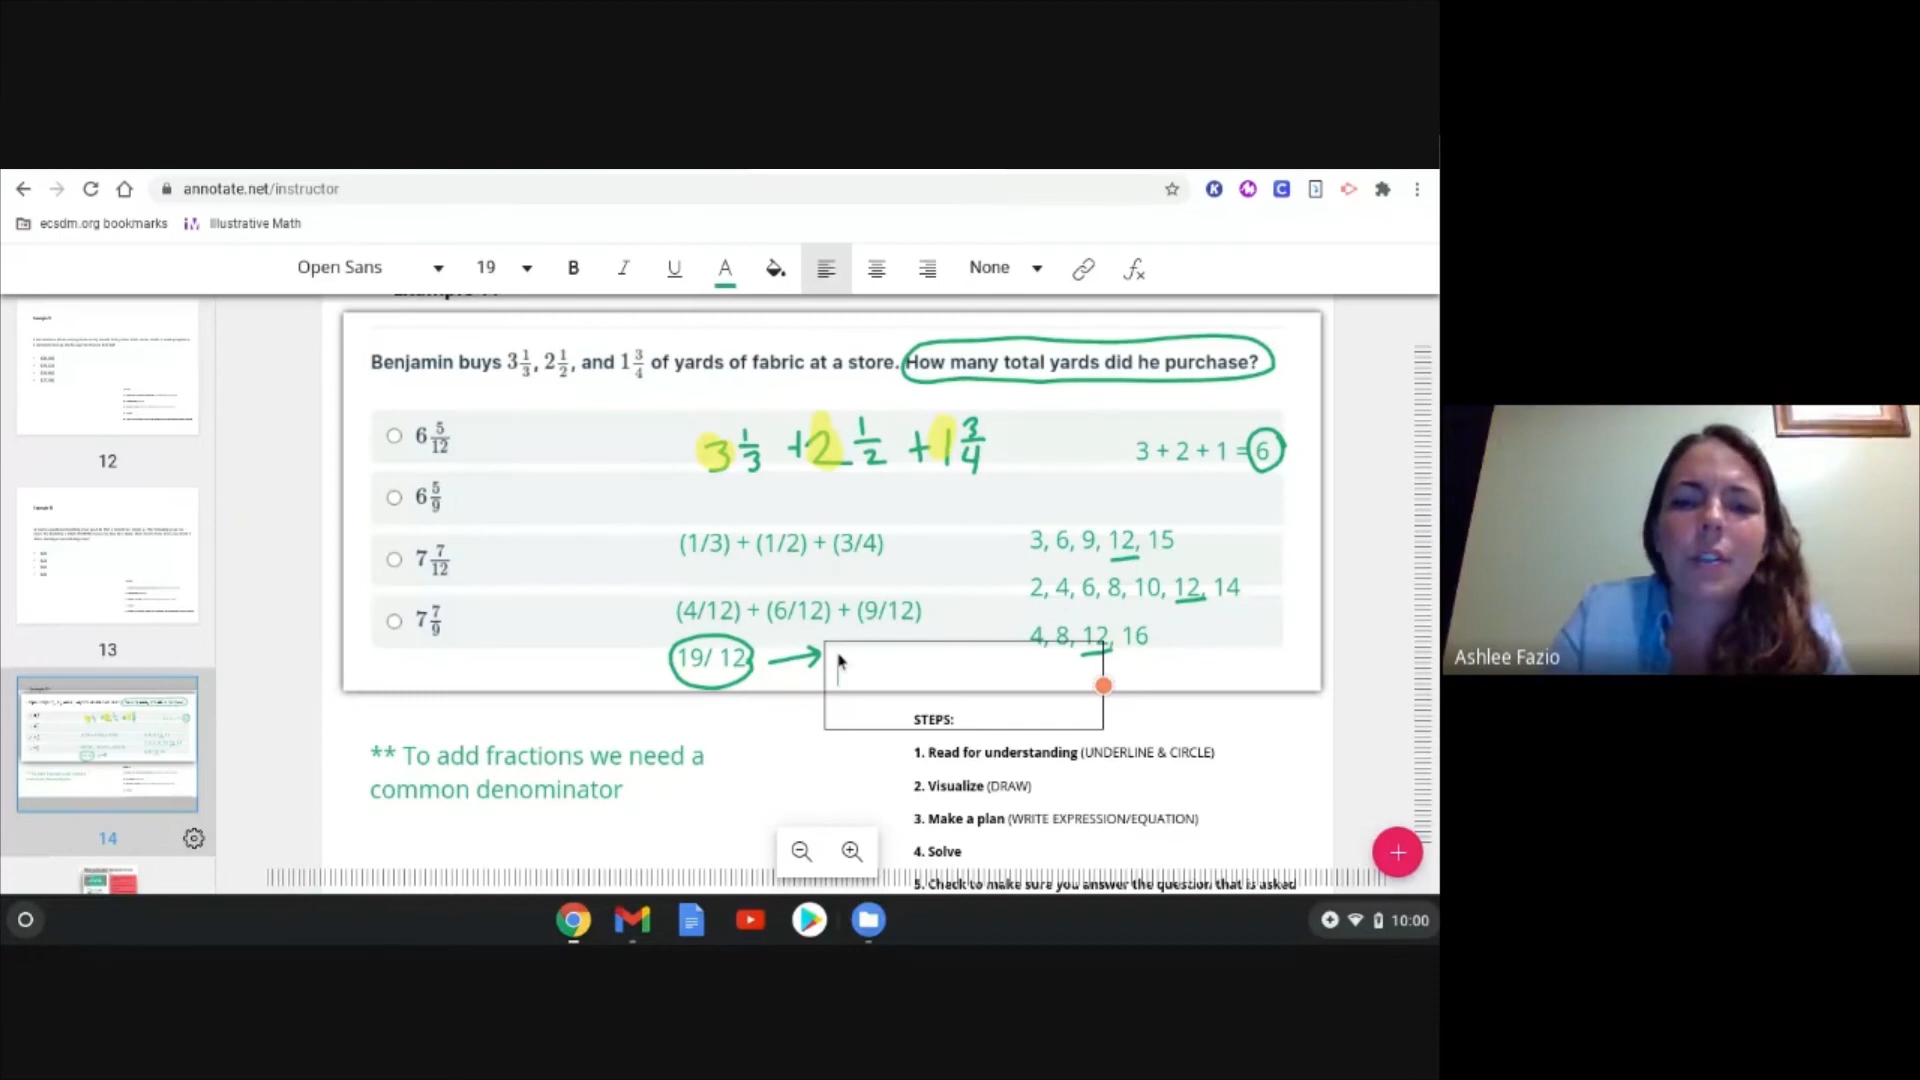 annotate.net/instructor
ecsdm.org bookmarks
Illustrative Math
Open Sans
19
B
I
U
A
None
Benjamin buys 3 1/3, 2 1/2, and 1 3/4 of yards of fabric at a store. How many total yards did he purchase?
6 5/12
3 1/3 + 2 1/2 + 1 3/4
3 + 2 + 1 = 6
6 5/9
(1/3) + (1/2) + (3/4)
3, 6, 9, 12, 15
7 7/12
2, 4, 6, 8, 10, 12, 14
(4/12) + (6/12) + (9/12)
7 7/9
4, 8, 12, 16
19/ 12
** To add fractions we need a
common denominator
STEPS:
1. Read for understanding (UNDERLINE & CIRCLE)
2. Visualize (DRAW)
3. Make a plan (WRITE EXPRESSION/EQUATION)
4. Solve
5. Check to make sure you answer the question that is asked
12
13
14
10:00
Ashlee Fazio